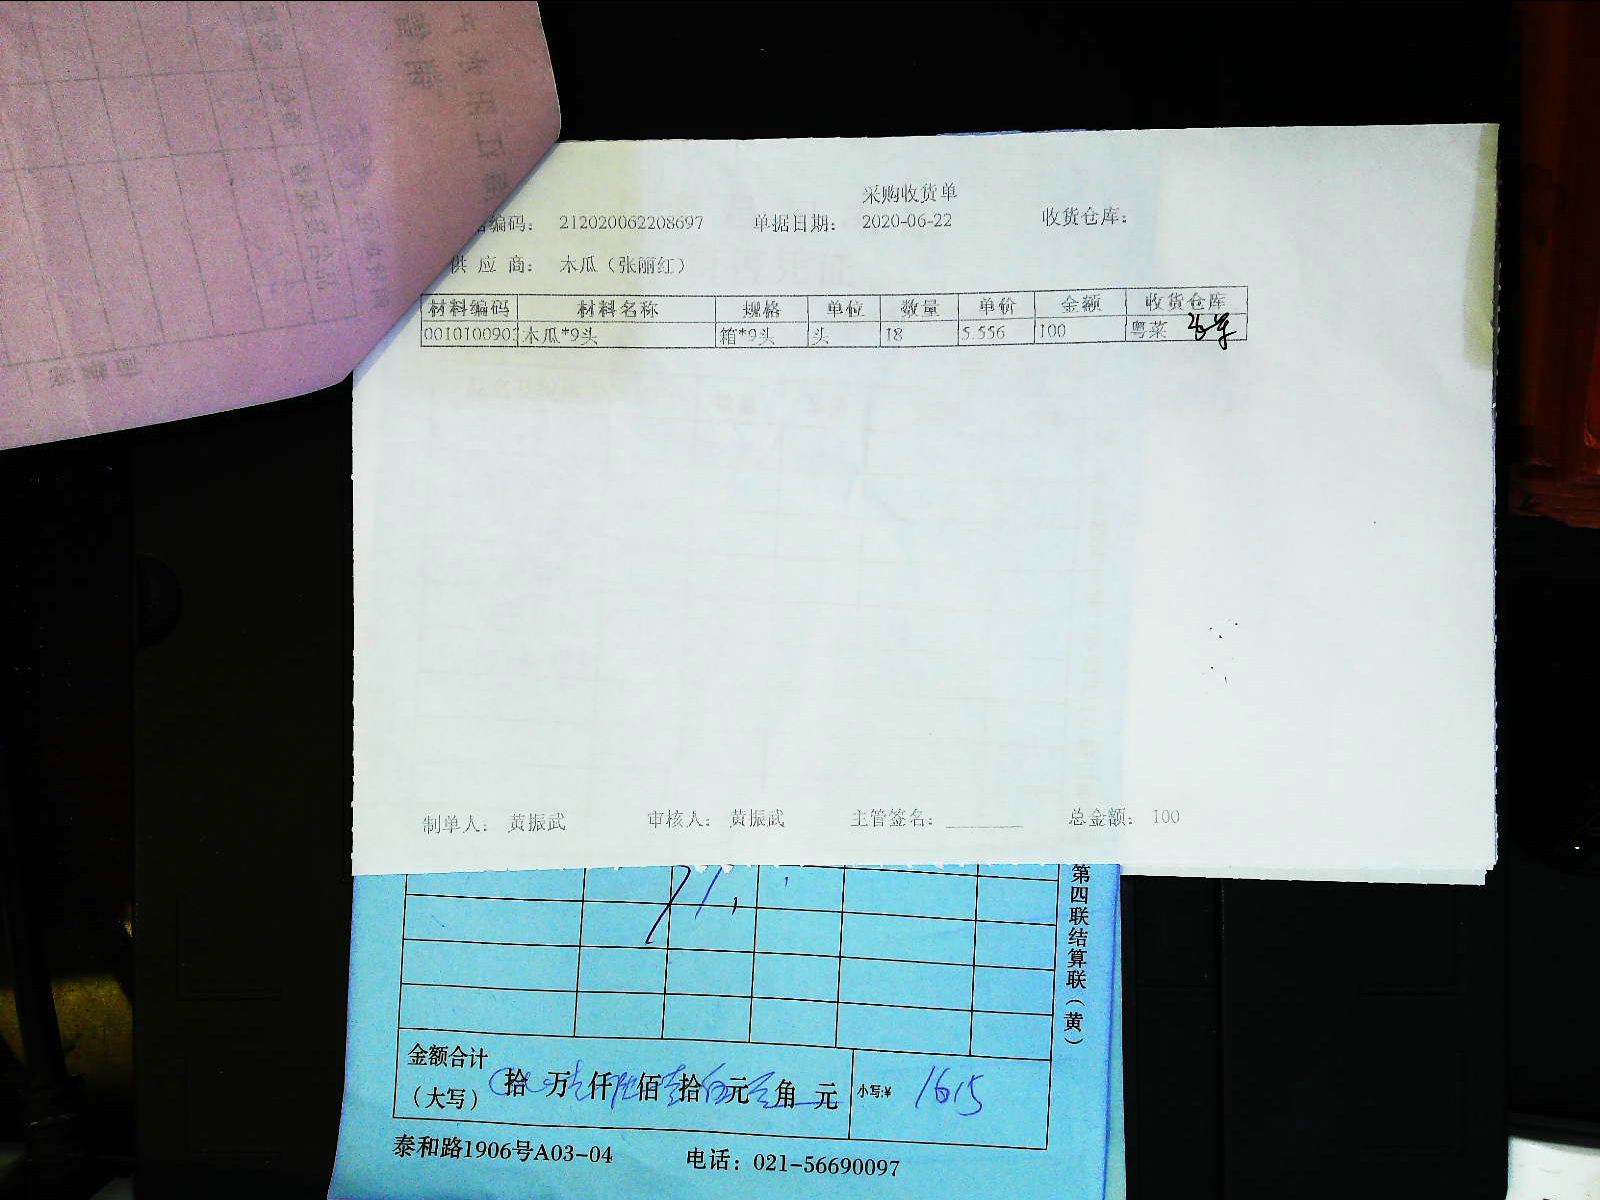 采购收货单
编码： 212020062208697 单据日期： 2020-06-22 收货仓库：
供 应 商： 木瓜（张丽红）
材料编码 材料名称 规格 单位 数量 单价 金额 收货仓库
001010090 木瓜*9头 箱*9头 头 18 5.556 100 粤菜
制单人： 黄振武 审核人： 黄振武 主管签名：________ 总金额： 100
第四联结算联（黄）
金额合计
（大写） 拾 万 仟 佰 拾 元 角 元 小写:¥ 1615
泰和路1906号A03-04 电话：021-56690097